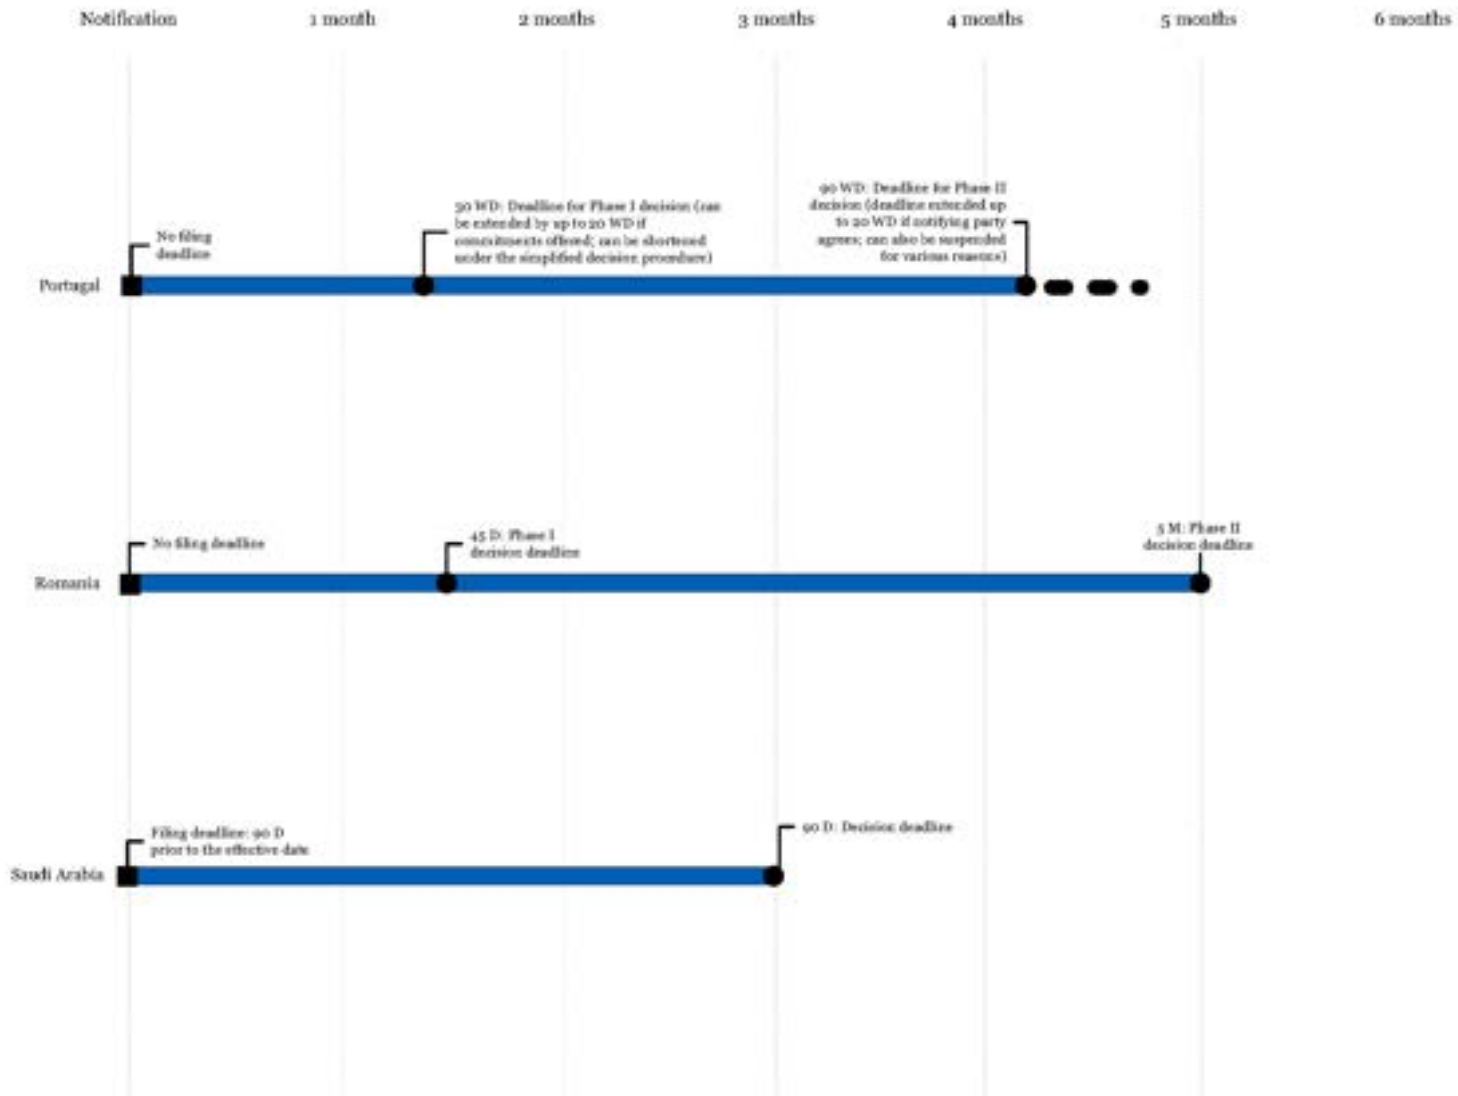 Notification 1 month 2 months 3 months 4 months 5 months 6 months
No filing
deadline
30 WD: Deadline for Phase I decision (can
be extended by up to 20 WD if
commitments offered; can be shortened
under the simplified decision procedure)
90 WD: Deadline for Phase II
decision (deadline extended up
to 20 WD if notifying party
agrees; can also be suspended
for various reasons)
Portugal
No filing deadline
45 D: Phase I
decision deadline
5 M: Phase II
decision deadline
Romania
Filing deadline: 90 D
prior to the effective date
90 D: Decision deadline
Saudi Arabia